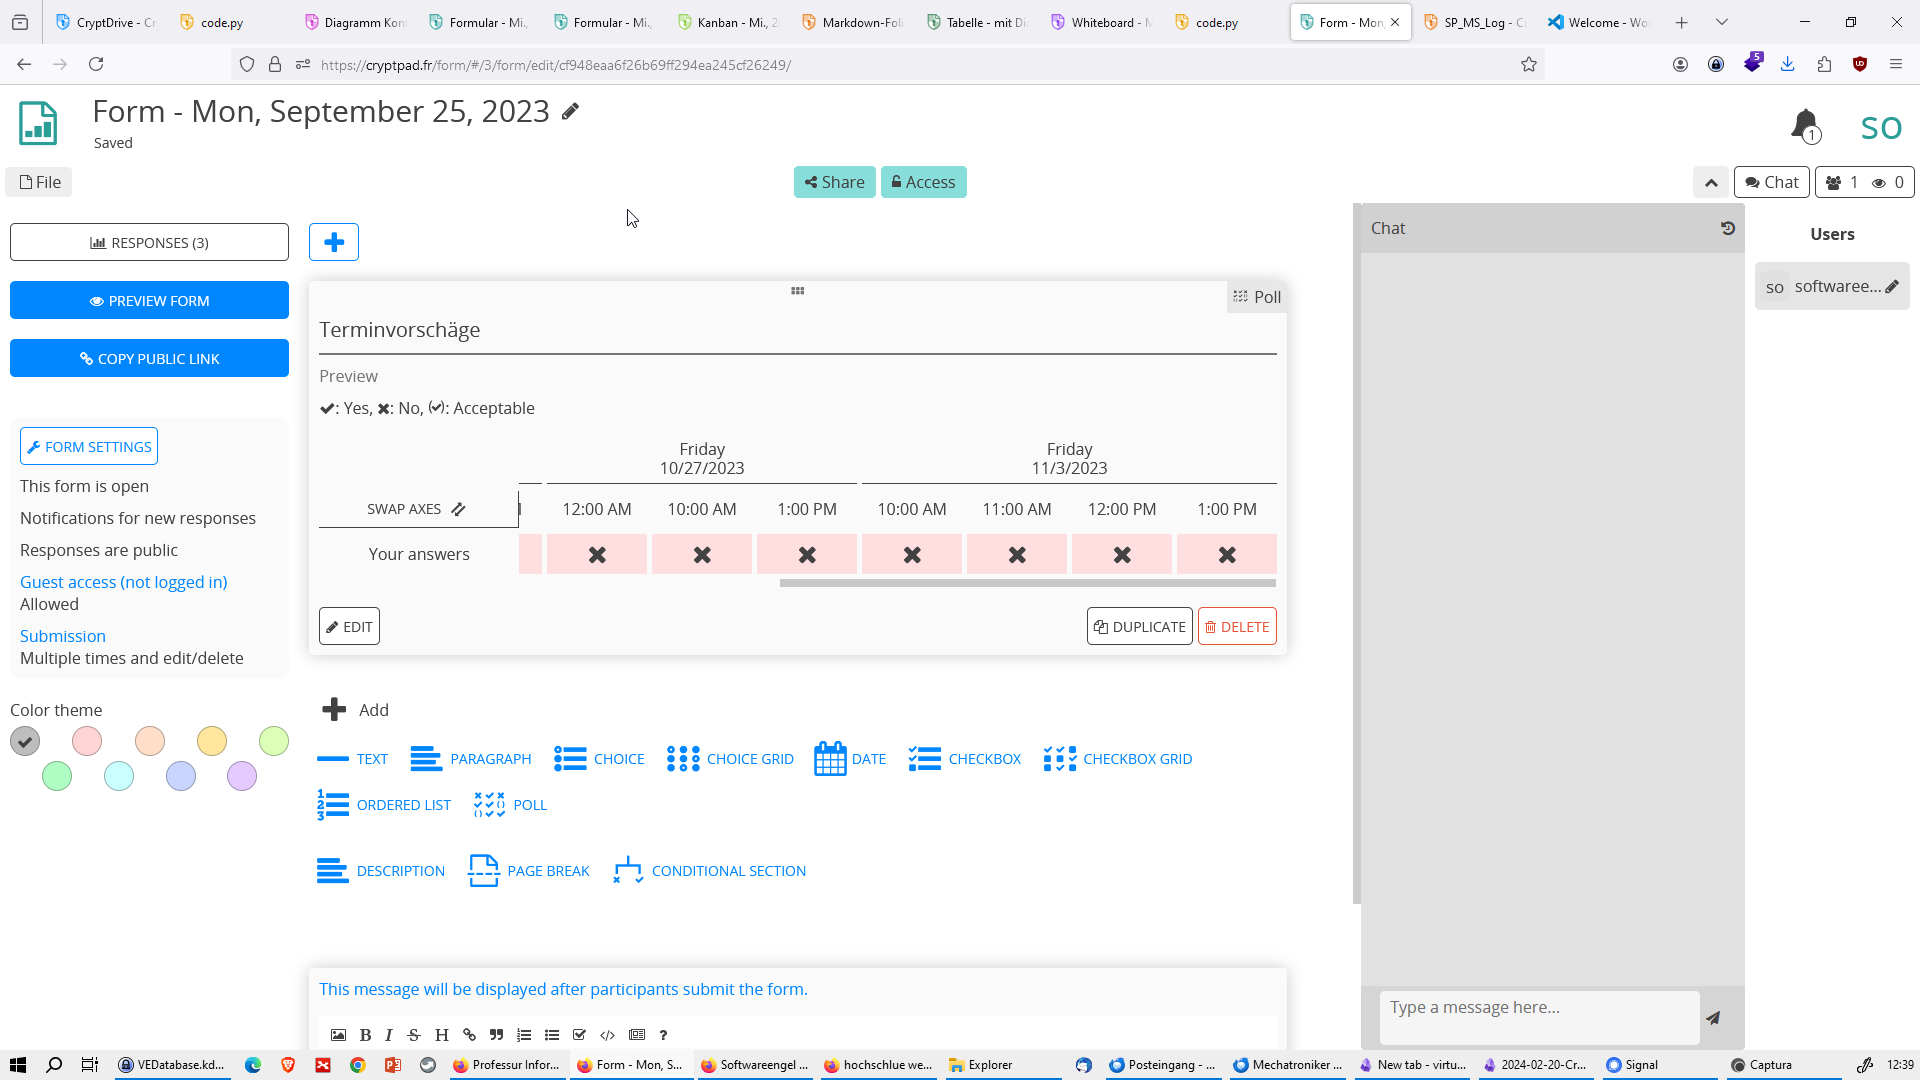 CryptDrive - Cr
code.py
Diagramm Kon
Formular - Mi.,
Formular - Mi.,
Kanban - Mi., 2
Markdown-Foli
Tabelle - mit Di
Whiteboard - M
code.py
Form - Mon,
SP_MS_Log - C
Welcome - Wo
https://cryptpad.fr/form/#/3/form/edit/cf948eaa6f26b69ff294ea245cf26249/
5
Form - Mon, September 25, 2023
Saved
1
SO
File
Share
Access
Chat
1
0
RESPONSES (3)
PREVIEW FORM
COPY PUBLIC LINK
FORM SETTINGS
This form is open
Notifications for new responses
Responses are public
Guest access (not logged in)
Allowed
Submission
Multiple times and edit/delete
Color theme
Poll
Terminvorschäge
Preview
: Yes, : No, : Acceptable
Friday
10/27/2023
Friday
11/3/2023
SWAP AXES
12:00 AM 10:00 AM 1:00 PM 10:00 AM 11:00 AM 12:00 PM 1:00 PM
Your answers
EDIT
DUPLICATE
DELETE
Add
TEXT PARAGRAPH CHOICE CHOICE GRID DATE CHECKBOX CHECKBOX GRID
ORDERED LIST POLL
DESCRIPTION PAGE BREAK CONDITIONAL SECTION
This message will be displayed after participants submit the form.
Chat
Type a message here...
Users
so
softwaree...
VEDatabase.kd...
Professur Infor...
Form - Mon, S...
Softwareengel ...
hochschlue we...
Explorer
Posteingang - ...
Mechatroniker ...
New tab - virtu...
2024-02-20-Cr...
Signal
Captura
12:39